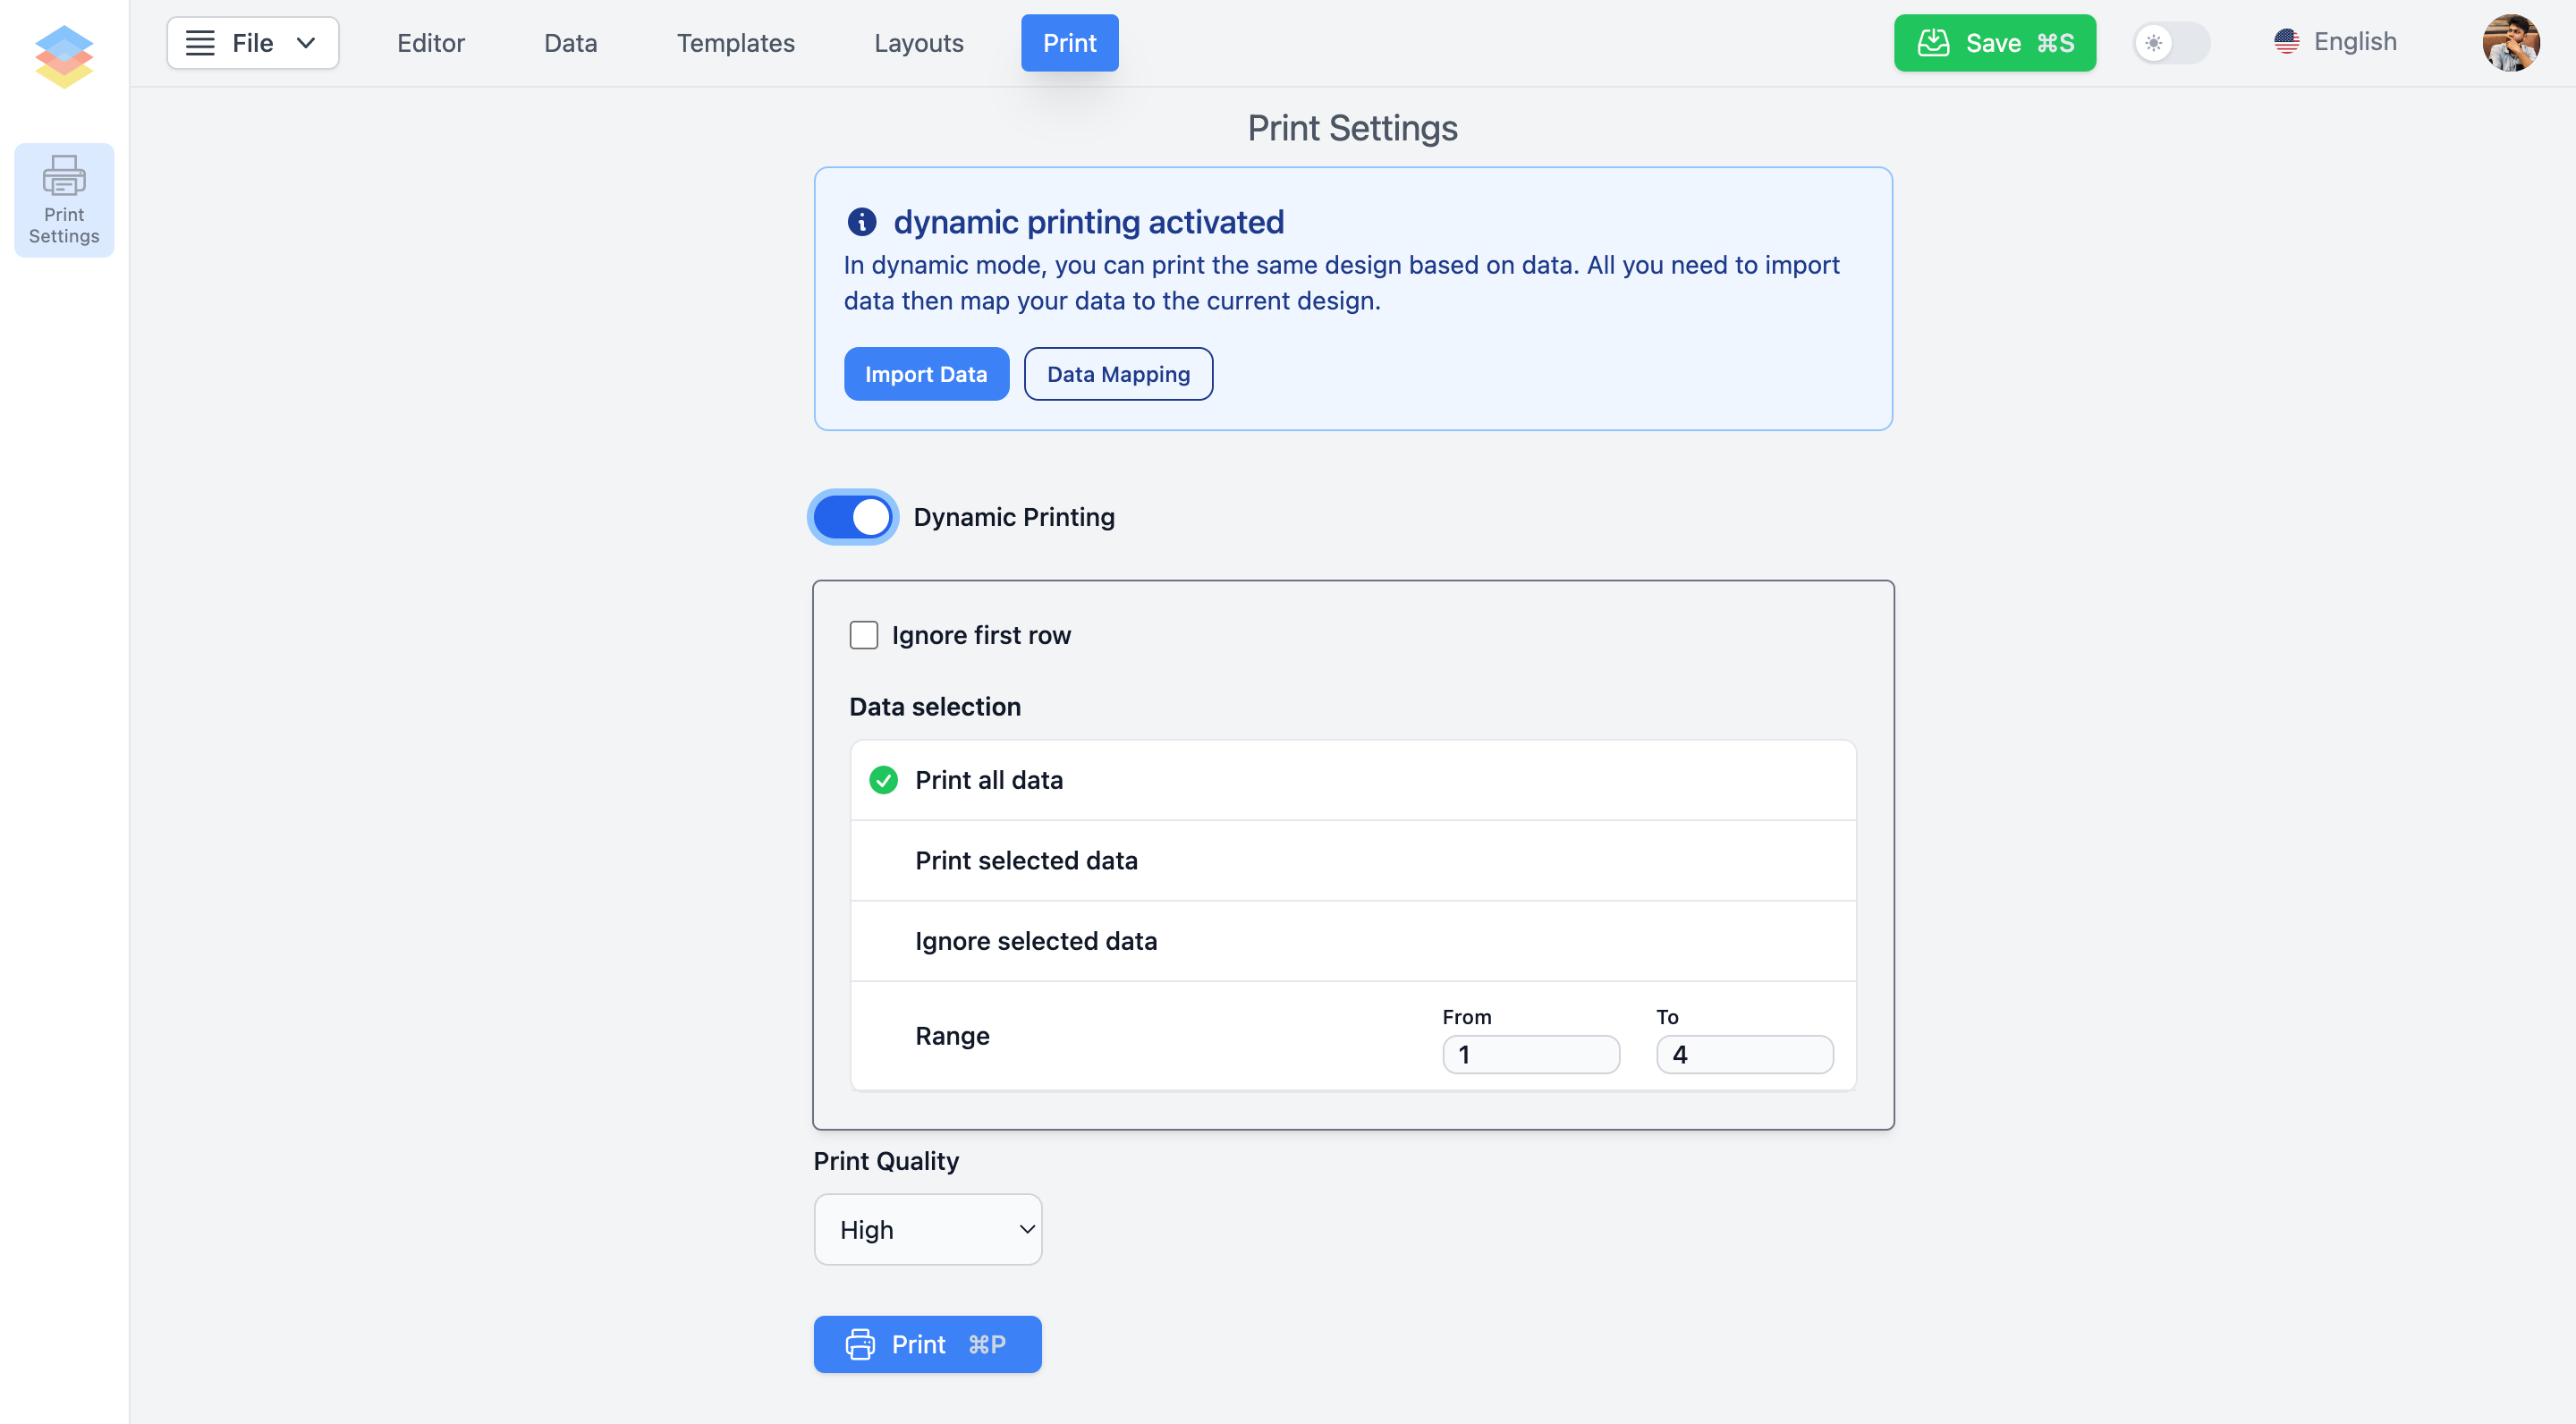 File
Editor
Data
Templates
Layouts
Print
Save ⌘S
English
Print
Settings
Print Settings
dynamic printing activated
In dynamic mode, you can print the same design based on data. All you need to import
data then map your data to the current design.
Import Data
Data Mapping
Dynamic Printing
Ignore first row
Data selection
Print all data
Print selected data
Ignore selected data
Range
From
1
To
4
Print Quality
High
Print ⌘P